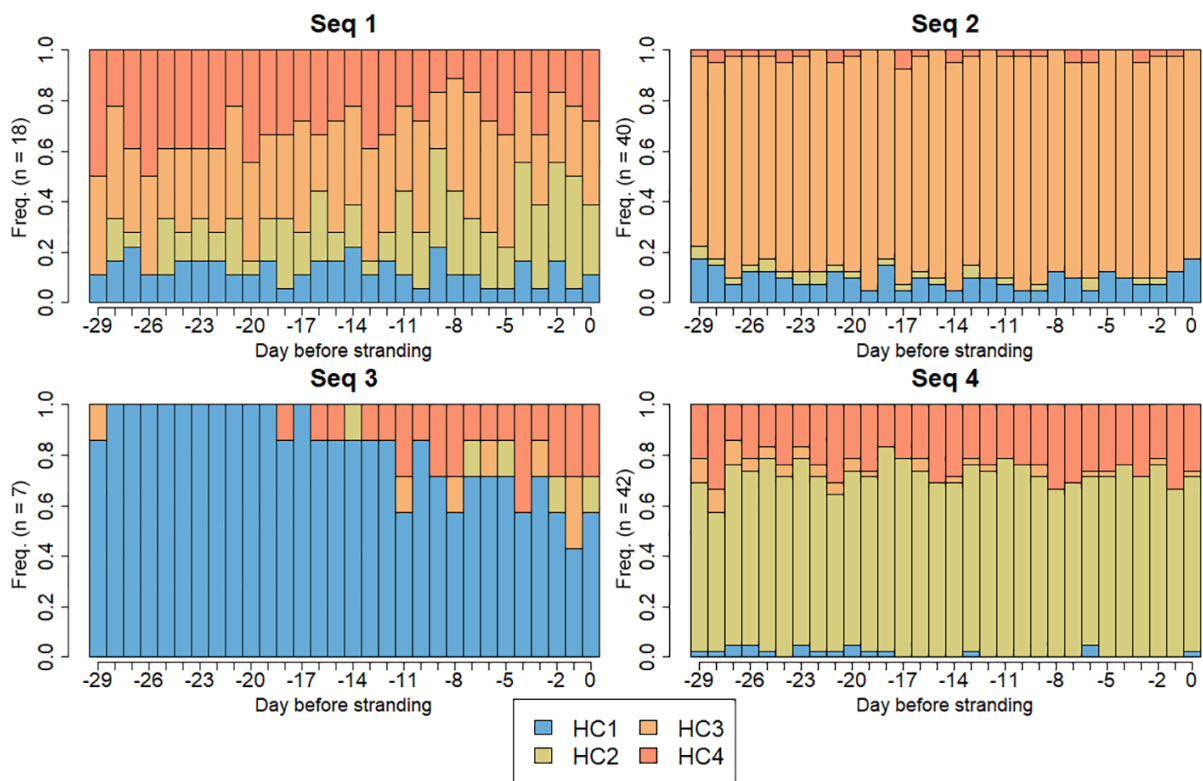 Seq 1
Freq. (n = 18)
1.0
0.8
0.6
0.4
0.2
0.0
-29 -26 -23 -20 -17 -14 -11 -8 -5 -2 0
Day before stranding
Seq 2
Freq. (n = 40)
1.0
0.8
0.6
0.4
0.2
0.0
-29 -26 -23 -20 -17 -14 -11 -8 -5 -2 0
Day before stranding
Seq 3
Freq. (n = 7)
1.0
0.8
0.6
0.4
0.2
0.0
-29 -26 -23 -20 -17 -14 -11 -8 -5 -2 0
Day before stranding
Seq 4
Freq. (n = 42)
1.0
0.8
0.6
0.4
0.2
0.0
-29 -26 -23 -20 -17 -14 -11 -8 -5 -2 0
Day before stranding
HC1 HC3
HC2 HC4